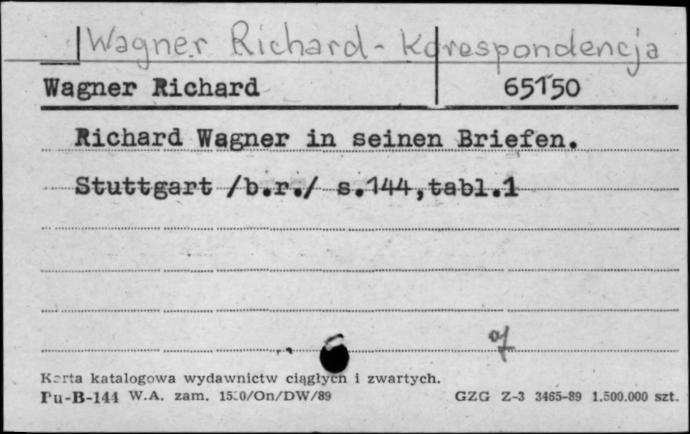 Wagner Richard - Korespondencja
Wagner Richard 65150
Richard Wagner in seinen Briefen.
Stuttgart /b.r./ s.144,tabl.1
Karta katalogowa wydawnictw ciągłych i zwartych.
Pu-B-144 W.A. zam. /On/DW/89 GZG Z-3 3465-89 1.500.000 szt.